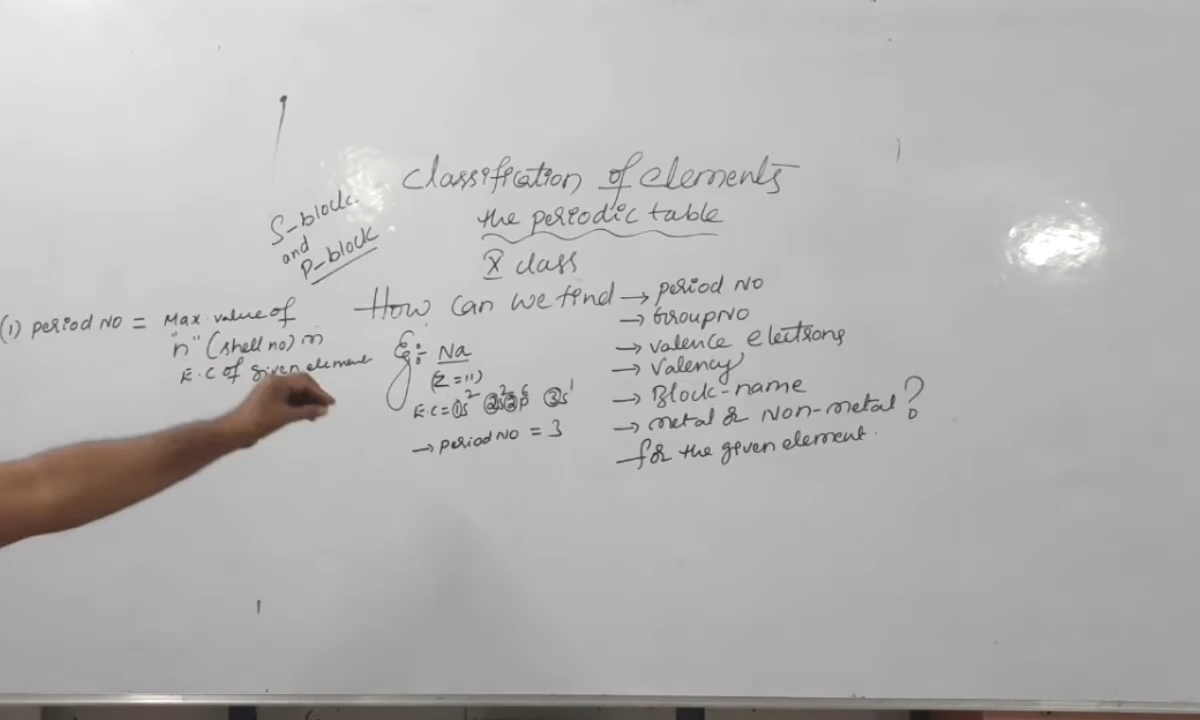 Classification of elements
the periodic table
X class
S-block
and
P-block
How can we find → period No
→ Group No
→ valence electrons
→ valency
→ Block-name
→ metal or Non-metal?
for the given element.
(1) period NO = Max. value of
"n" (shell no) in
E.C of given element
Eg:- Na
(Z=11)
E.C = 1s² 2s² 2p⁶ 3s¹
→ period NO = 3